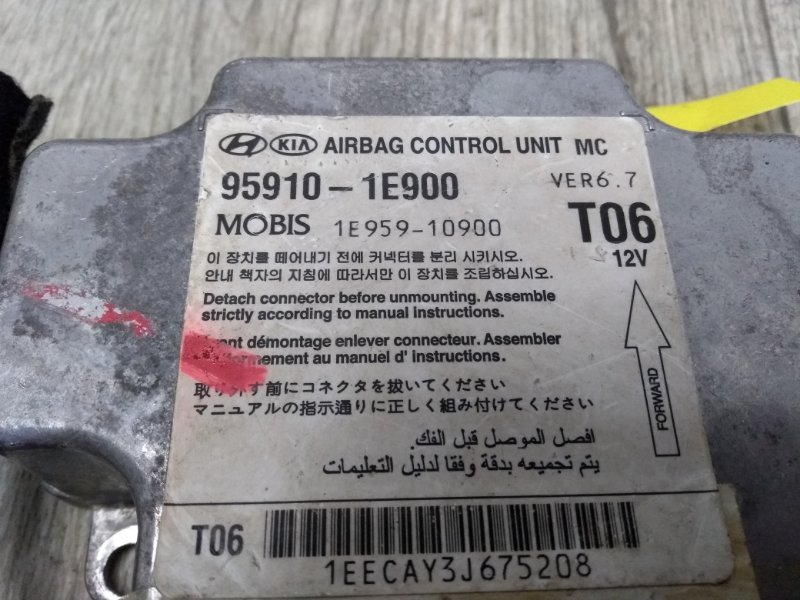 HYUNDAI KIA AIRBAG CONTROL UNIT MC
95910-1E900 VER6.7
MOBIS 1E959-10900 T06
12V
이 장치를 떼어내기 전에 커넥터를 분리 시키시오.
안내 책자의 지침에 따라서만 이 장치를 조립하십시오.
Detach connector before unmounting. Assemble
strictly according to manual instructions.
démontage enlever connecteur. Assembler
au manuel d' instructions.
取り外す前にコネクタを抜いてください
マニュアルの指示通りに正しく組み付けてください
افصل الموصل قبل الفك.
يتم تجميعه بدقة وفقا لدليل التعليمات
FORWARD
T06
1EECAY3J675208